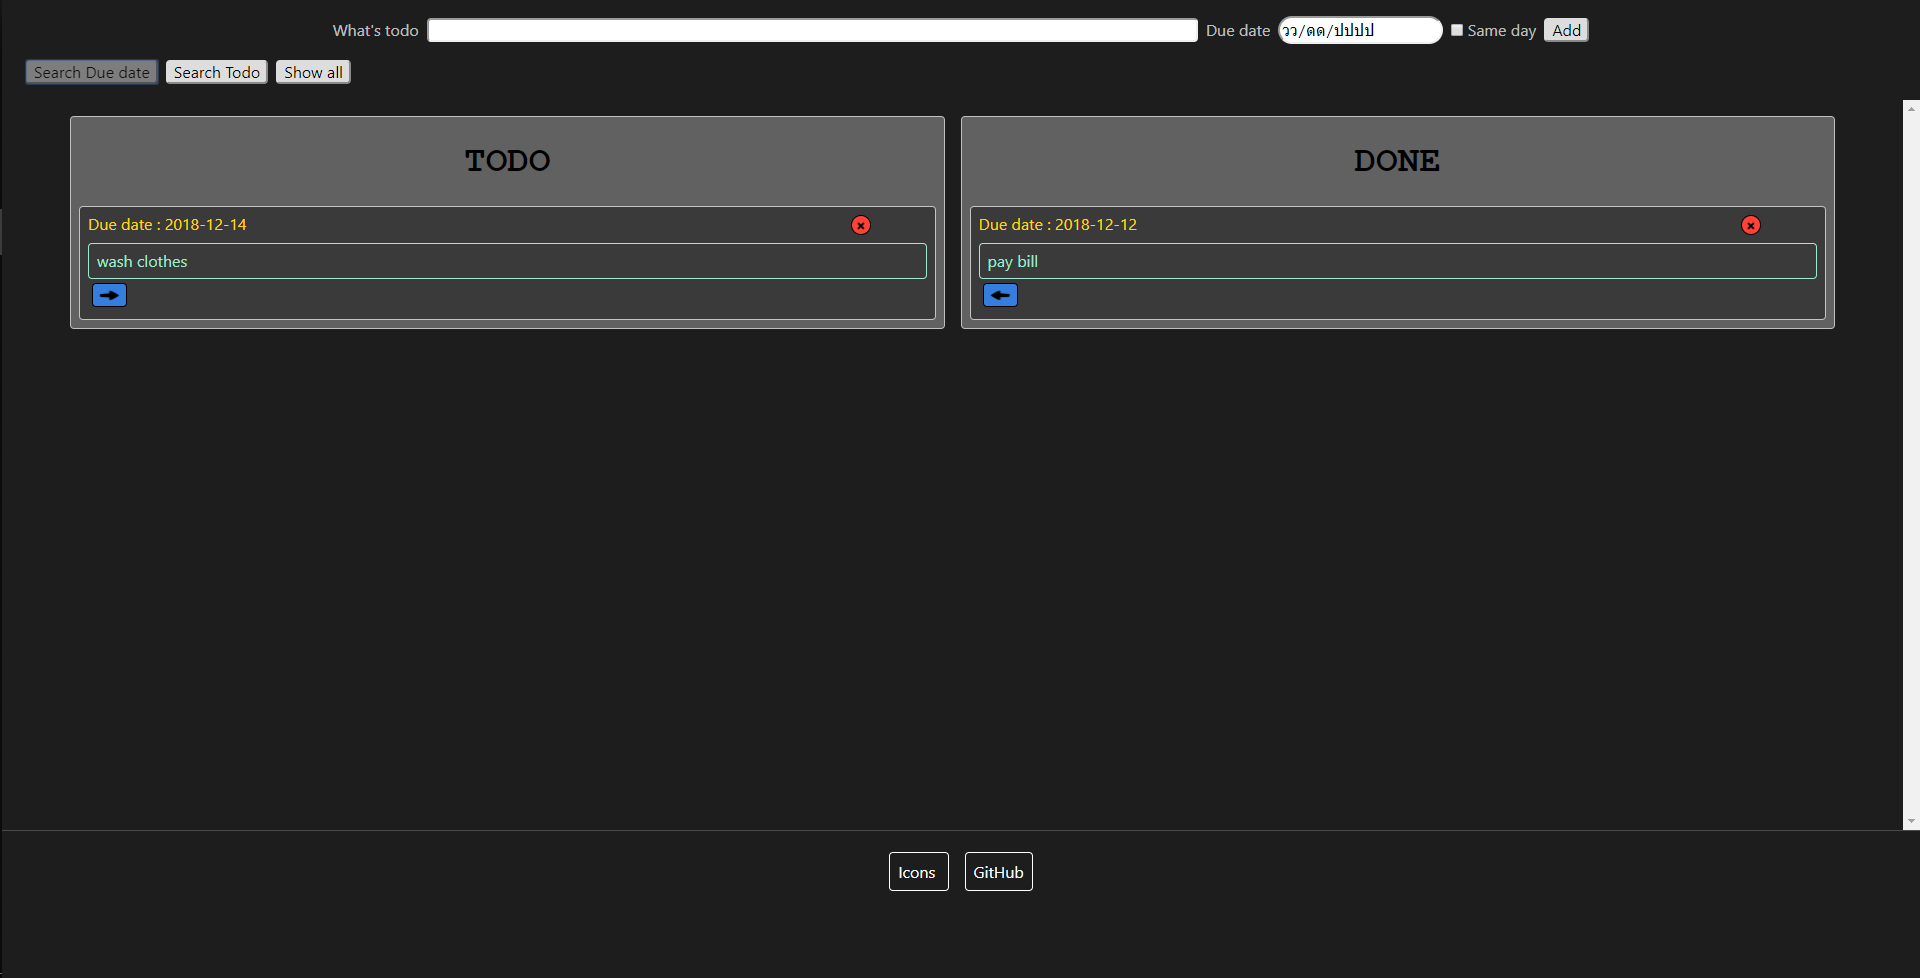 What's todo Due date วว/ดด/ปปปป Same day Add
Search Due date Search Todo Show all
TODO
Due date : 2018-12-14
wash clothes
DONE
Due date : 2018-12-12
pay bill
Icons GitHub